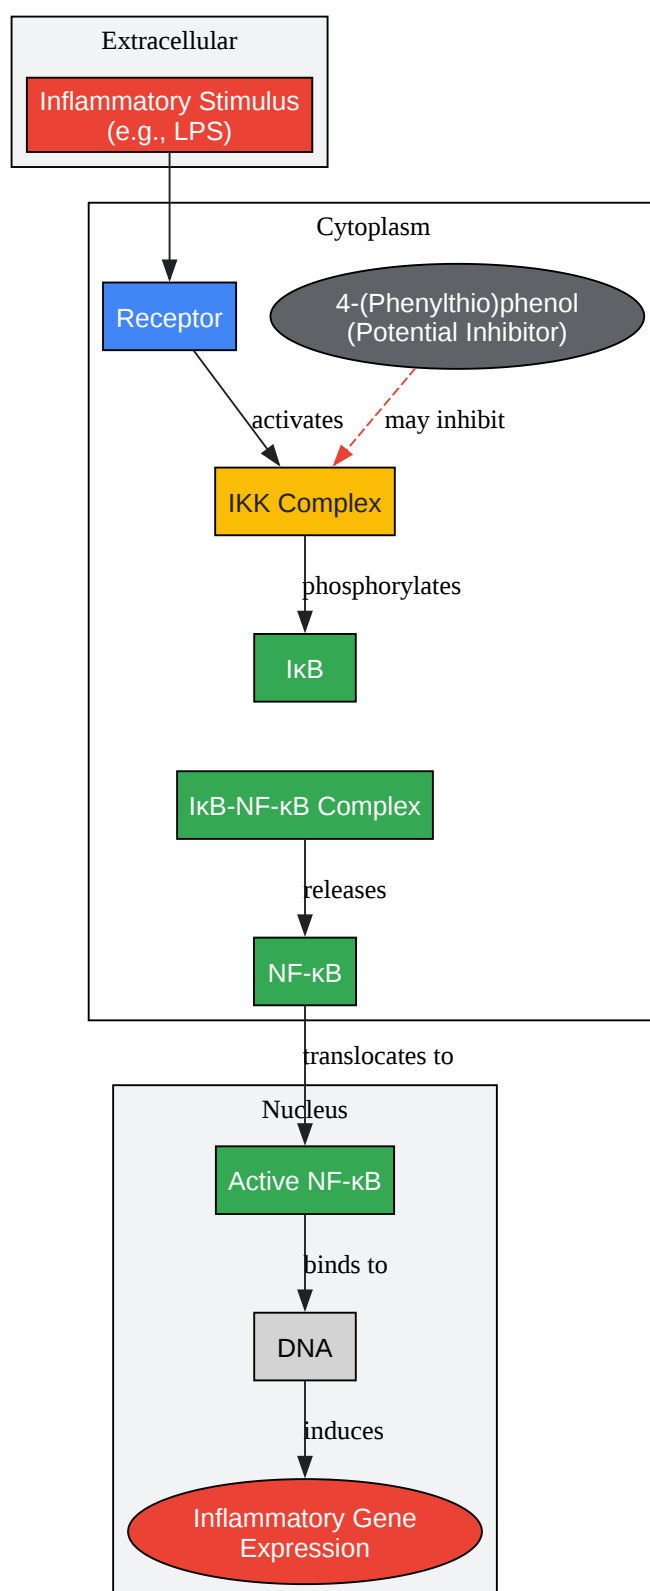 Extracellular
Inflammatory Stimulus
(e.g., LPS)
Cytoplasm
Receptor
4-(Phenylthio)phenol
(Potential Inhibitor)
activates
may inhibit
IKK Complex
phosphorylates
IκB
IκB-NF-κB Complex
releases
NF-κB
translocates to
Nucleus
Active NF-κB
binds to
DNA
induces
Inflammatory Gene
Expression